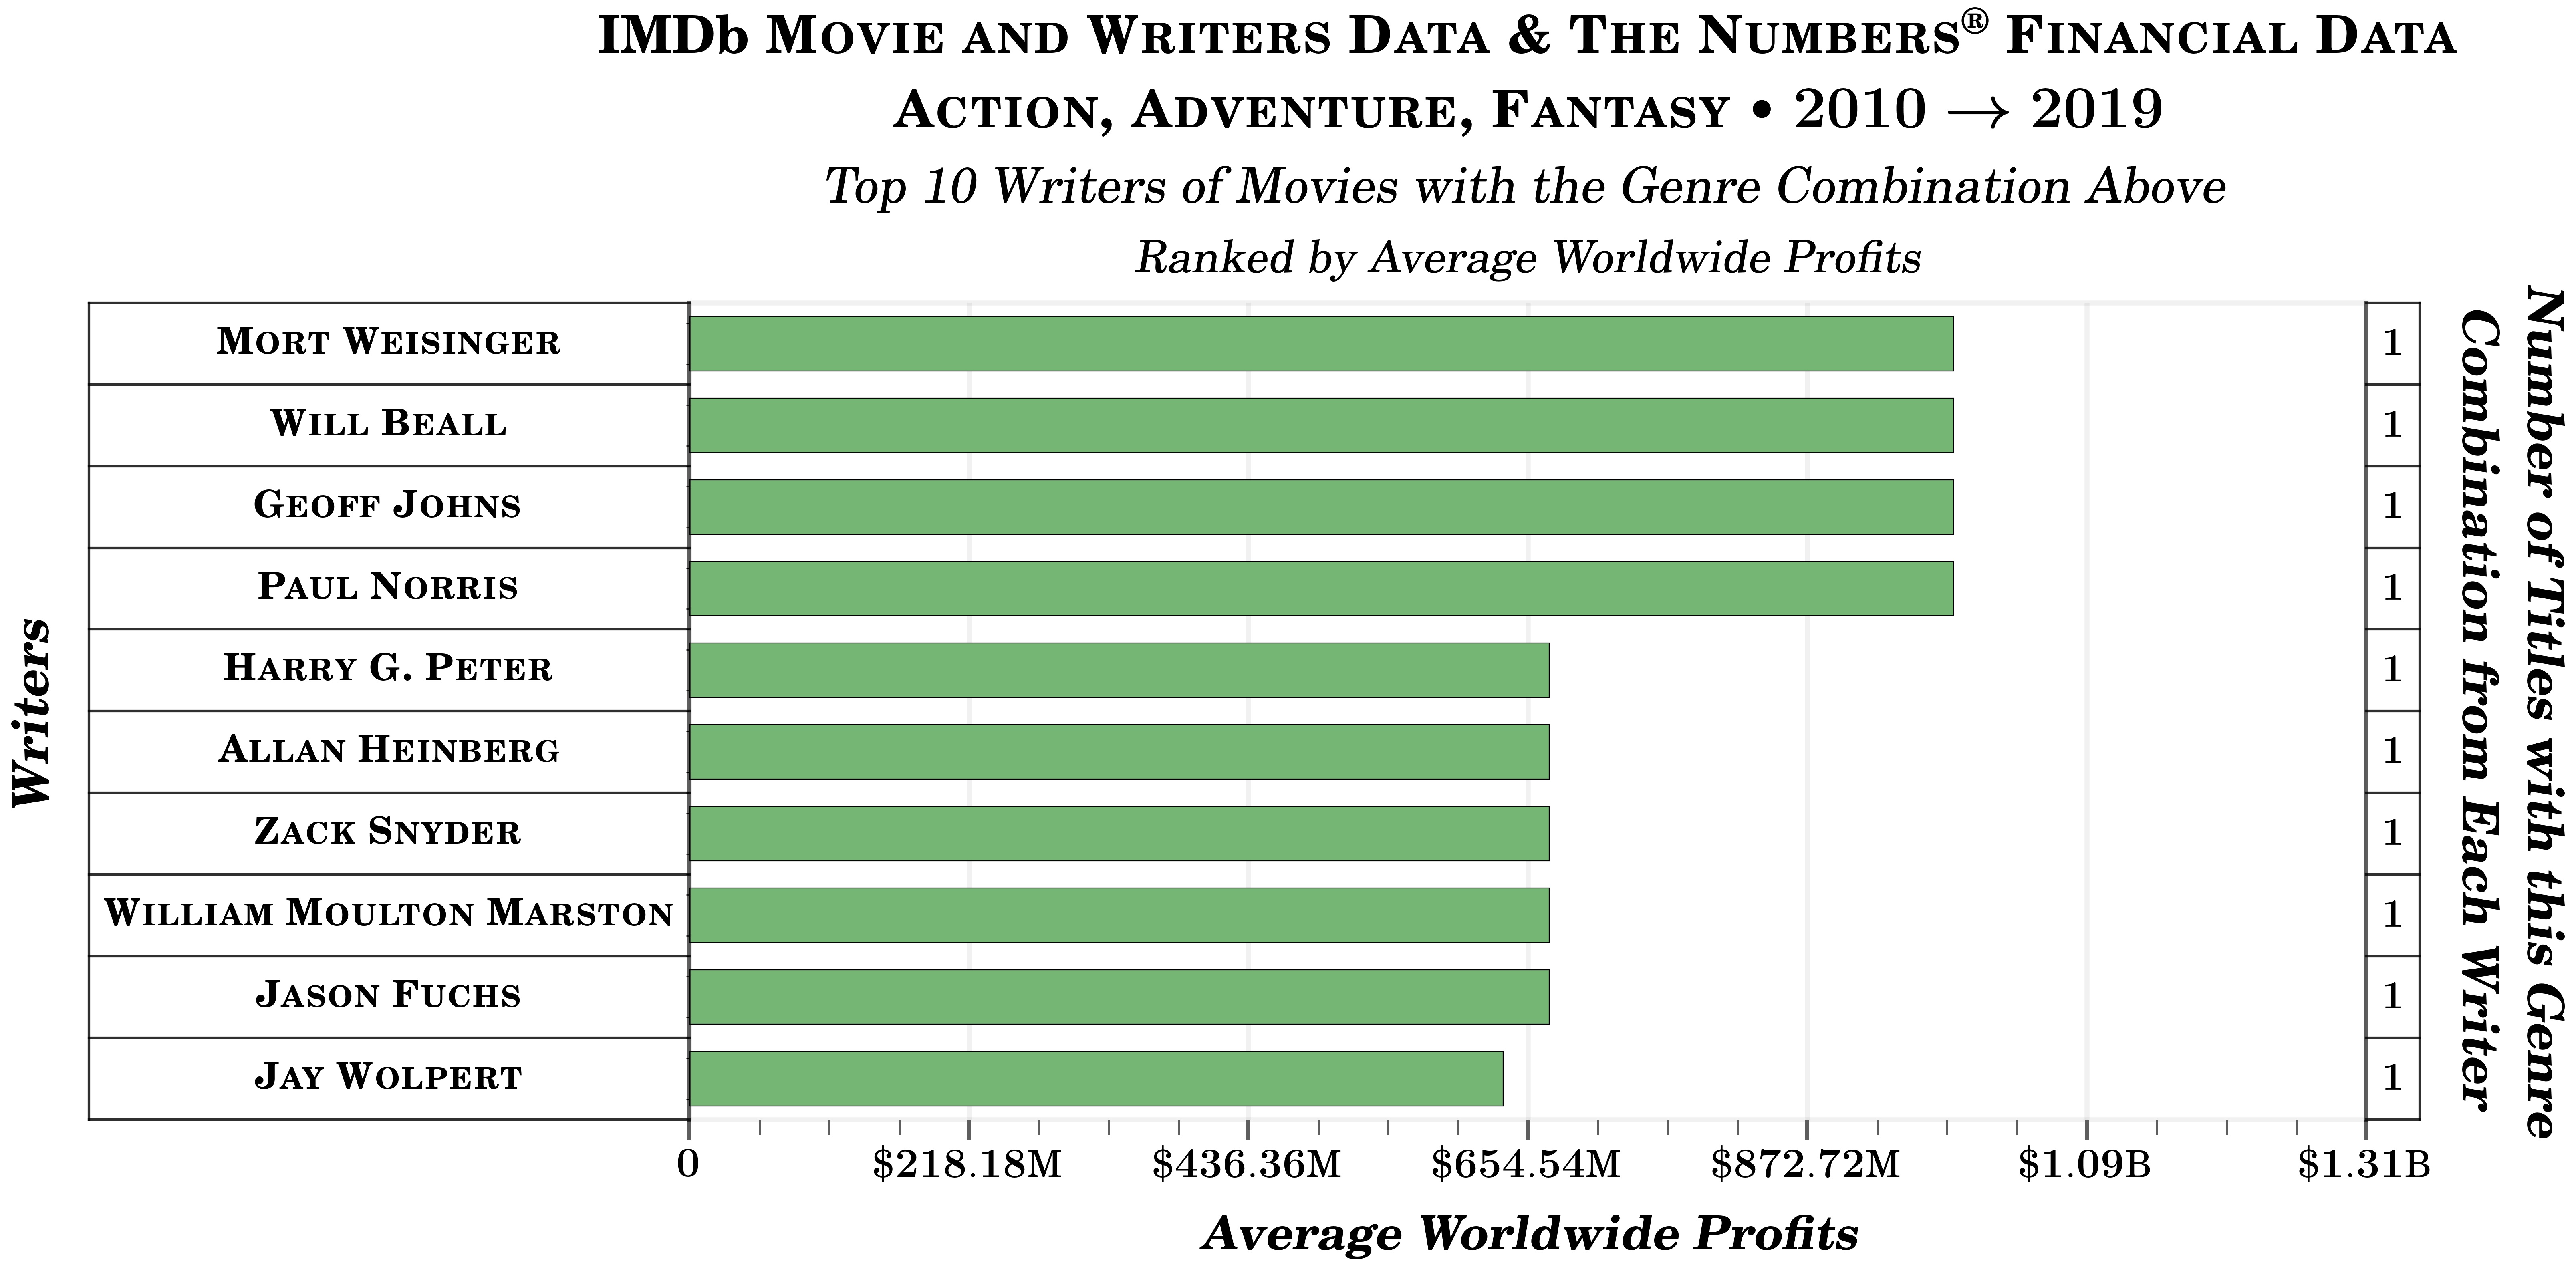 IMDb Movie and Writers Data & The Numbers® Financial Data
Action, Adventure, Fantasy • 2010 → 2019
Top 10 Writers of Movies with the Genre Combination Above
Ranked by Average Worldwide Profits
Writers
Mort Weisinger 1
Will Beall 1
Geoff Johns 1
Paul Norris 1
Harry G. Peter 1
Allan Heinberg 1
Zack Snyder 1
William Moulton Marston 1
Jason Fuchs 1
Jay Wolpert 1
Number of Titles with this Genre
Combination from Each Writer
0 $218.18M $436.36M $654.54M $872.72M $1.09B $1.31B
Average Worldwide Profits